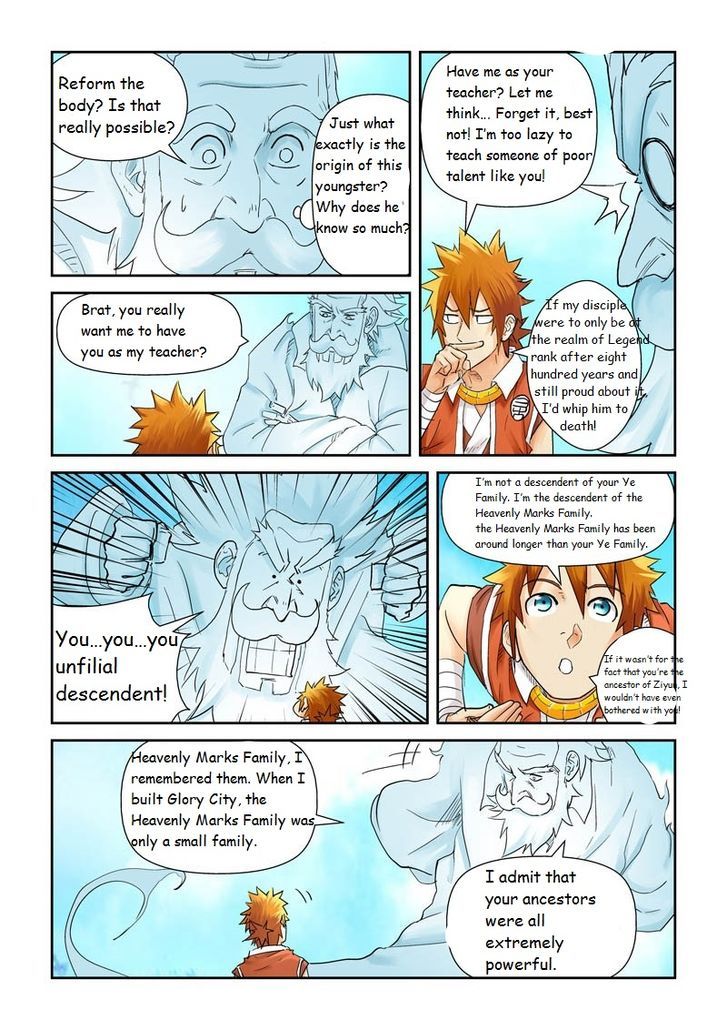 Reform the
body? Is that
really possible?
Just what
exactly is the
origin of this
youngster?
Why does he
know so much?
Have me as your
teacher? Let me
think... Forget it, best
not! I'm too lazy to
teach someone of poor
talent like you!
Brat, you really
want me to have
you as my teacher?
If my disciple
were to only be at
the realm of Legend
rank after eight
hundred years and
still proud about it,
I'd whip him to
death!
You...you...you
unfilial
descendent!
I'm not a descendent of your Ye
Family. I'm the descendent of the
Heavenly Marks Family.
the Heavenly Marks Family has been
around longer than your Ye Family.
If it wasn't for the
fact that you're the
ancestor of Ziyun, I
wouldn't have even
bothered with you!
Heavenly Marks Family, I
remembered them. When I
built Glory City, the
Heavenly Marks Family was
only a small family.
I admit that
your ancestors
were all
extremely
powerful.